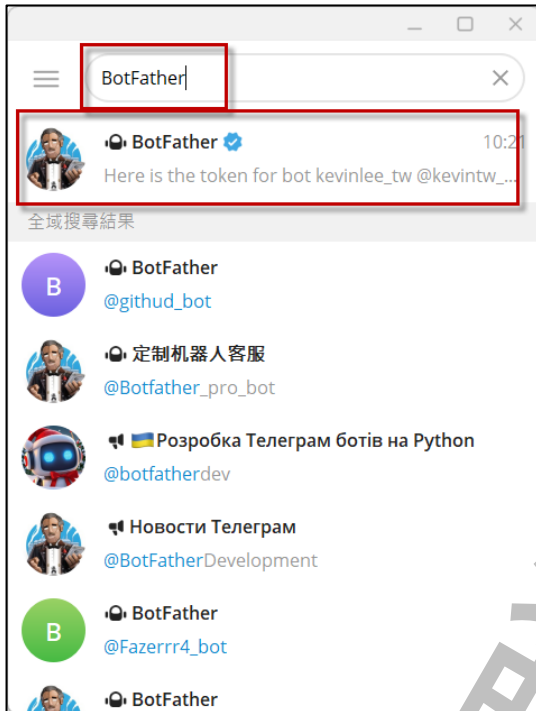 BotFather
BotFather 10:21
Here is the token for bot kevinlee_tw @kevintw_...
全域搜尋結果
B
BotFather
@githud_bot
定制机器人客服
@Botfather_pro_bot
Розробка Телеграм ботів на Python
@botfatherdev
Новости Телеграм
@BotFatherDevelopment
B
BotFather
@Fazerrr4_bot
BotFather